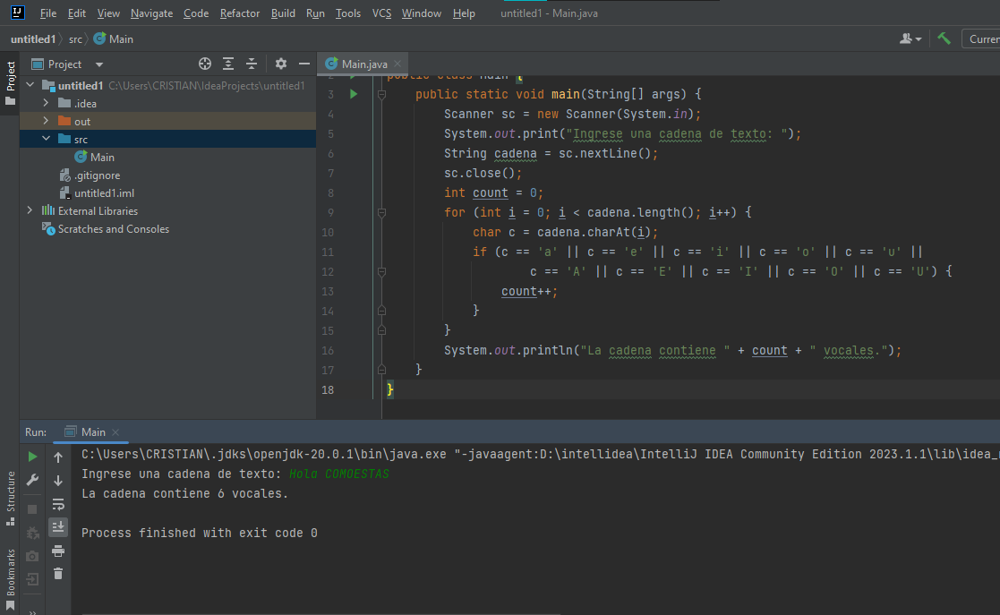 IJ File Edit View Navigate Code Refactor Build Run Tools VCS Window Help untitled1 - Main.java
untitled1 src Main
Curren
Project
Project
Main.java
untitled1 C:\Users\CRISTIAN\IdeaProjects\untitled1
.idea
out
src
Main
.gitignore
untitled1.iml
External Libraries
Scratches and Consoles
2 public class Main {
3 public static void main(String[] args) {
4 Scanner sc = new Scanner(System.in);
5 System.out.print("Ingrese una cadena de texto: ");
6 String cadena = sc.nextLine();
7 sc.close();
8 int count = 0;
9 for (int i = 0; i < cadena.length(); i++) {
10 char c = cadena.charAt(i);
11 if (c == 'a' || c == 'e' || c == 'i' || c == 'o' || c == 'u' ||
12 c == 'A' || c == 'E' || c == 'I' || c == 'O' || c == 'U') {
13 count++;
14 }
15 }
16 System.out.println("La cadena contiene " + count + " vocales.");
17 }
18 }
Run: Main
Structure
Bookmarks
C:\Users\CRISTIAN\.jdks\openjdk-20.0.1\bin\java.exe "-javaagent:D:\intellidea\IntelliJ IDEA Community Edition 2023.1.1\lib\idea_r
Ingrese una cadena de texto: Hola COMOESTAS
La cadena contiene 6 vocales.
Process finished with exit code 0